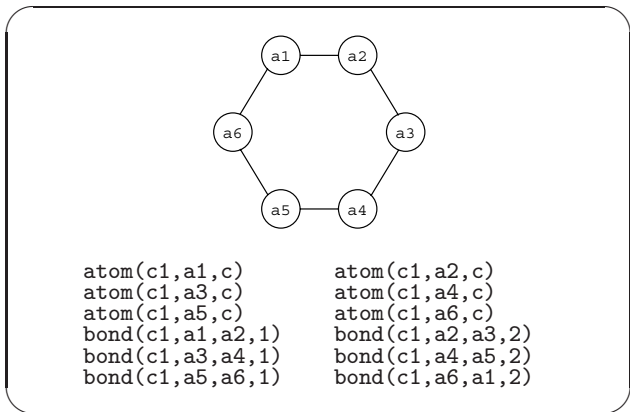 a1 a2
a6 a3
a5 a4
atom(c1,a1,c) atom(c1,a2,c)
atom(c1,a3,c) atom(c1,a4,c)
atom(c1,a5,c) atom(c1,a6,c)
bond(c1,a1,a2,1) bond(c1,a2,a3,2)
bond(c1,a3,a4,1) bond(c1,a4,a5,2)
bond(c1,a5,a6,1) bond(c1,a6,a1,2)